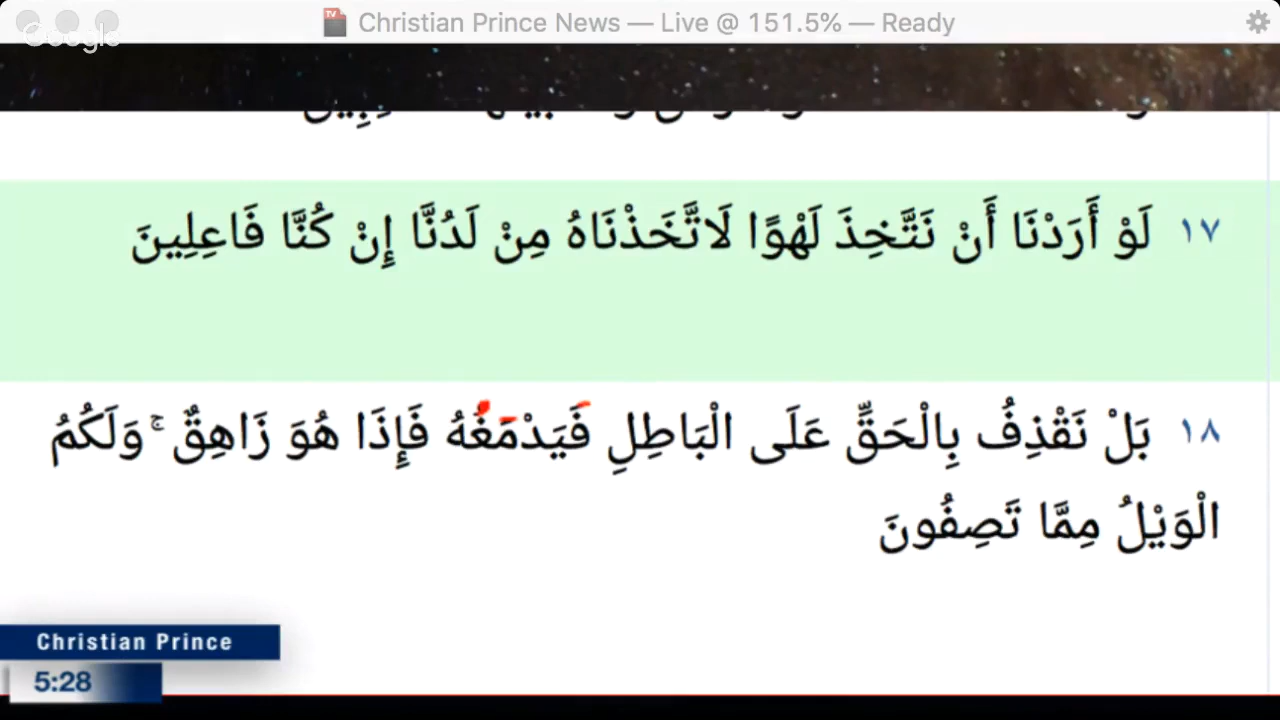 Christian Prince News — Live @ 151.5% — Ready
Google
١٧ لَوْ أَرَدْنَا أَنْ نَتَّخِذَ لَهْوًا لَاتَّخَذْنَاهُ مِنْ لَدُنَّا إِنْ كُنَّا فَاعِلِينَ
١٨ بَلْ نَقْذِفُ بِالْحَقِّ عَلَى الْبَاطِلِ فَيَدْمَغُهُ فَإِذَا هُوَ زَاهِقٌ ۚ وَلَكُمُ
الْوَيْلُ مِمَّا تَصِفُونَ
Christian Prince
5:28